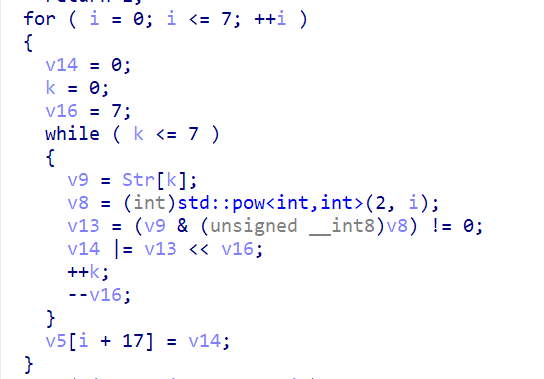 for ( i = 0; i <= 7; ++i )
{
v14 = 0;
k = 0;
v16 = 7;
while ( k <= 7 )
{
v9 = Str[k];
v8 = (int)std::pow<int,int>(2, i);
v13 = (v9 & (unsigned __int8)v8) != 0;
v14 |= v13 << v16;
++k;
--v16;
}
v5[i + 17] = v14;
}